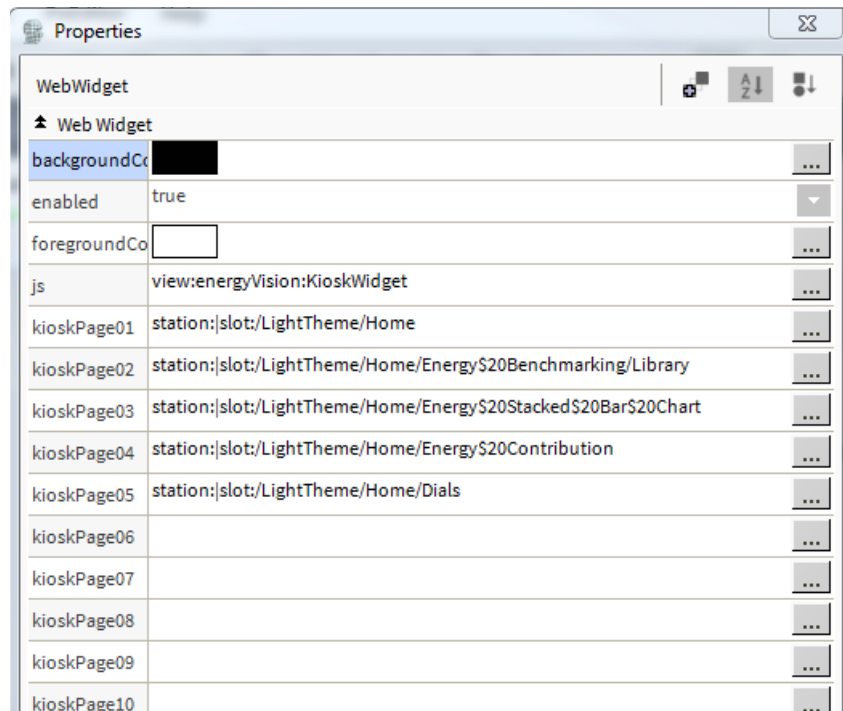 Properties
WebWidget
Web Widget
backgroundCo
enabled true
foregroundCo
js view:energyVision:KioskWidget
kioskPage01 station:|slot:/LightTheme/Home
kioskPage02 station:|slot:/LightTheme/Home/Energy$20Benchmarking/Library
kioskPage03 station:|slot:/LightTheme/Home/Energy$20Stacked$20Bar$20Chart
kioskPage04 station:|slot:/LightTheme/Home/Energy$20Contribution
kioskPage05 station:|slot:/LightTheme/Home/Dials
kioskPage06
kioskPage07
kioskPage08
kioskPage09
kioskPage10